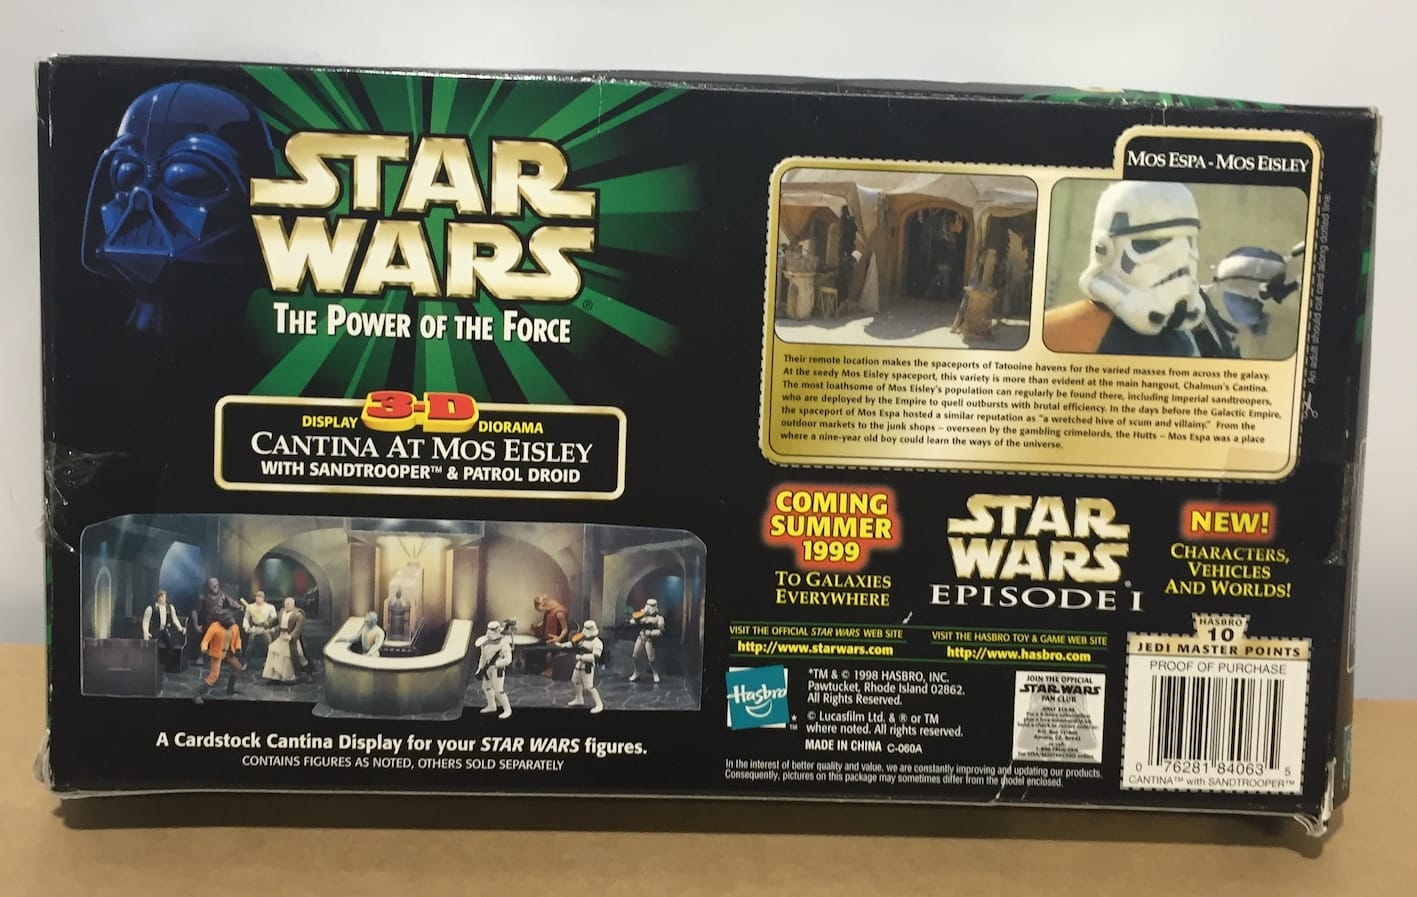 STAR
WARS®
THE POWER OF THE FORCE
3-D
DISPLAY DIORAMA
CANTINA AT MOS EISLEY
WITH SANDTROOPER™ & PATROL DROID
A Cardstock Cantina Display for your STAR WARS figures.
CONTAINS FIGURES AS NOTED, OTHERS SOLD SEPARATELY
MOS ESPA - MOS EISLEY
Their remote location makes the spaceports of Tatooine havens for the varied masses from across the galaxy.
At the seedy Mos Eisley spaceport, this variety is more than evident at the main hangout, Chalmun's Cantina.
The most loathsome of Mos Eisley's population can regularly be found there, including Imperial sandtroopers,
who are deployed by the Empire to quell outbursts with brutal efficiency. In the days before the Galactic Empire,
the spaceport of Mos Espa hosted a similar reputation as "a wretched hive of scum and villainy." From the
outdoor markets to the junk shops – overseen by the gambling crimelords, the Hutts – Mos Espa was a place
where a nine-year old boy could learn the ways of the universe.
An adult should cut card along dotted line.
COMING
SUMMER
1999
TO GALAXIES
EVERYWHERE
STAR
WARS
EPISODE I
NEW!
CHARACTERS,
VEHICLES
AND WORLDS!
VISIT THE OFFICIAL STAR WARS WEB SITE
http://www.starwars.com
VISIT THE HASBRO TOY & GAME WEB SITE
http://www.hasbro.com
Hasbro
*TM & © 1998 HASBRO, INC.
Pawtucket, Rhode Island 02862.
All Rights Reserved.
© Lucasfilm Ltd. & ® or TM
where noted. All rights reserved.
MADE IN CHINA C-060A
JOIN THE OFFICIAL
STAR WARS
FAN CLUB
In the interest of better quality and value, we are constantly improving and updating our products.
Consequently, pictures on this package may sometimes differ from the model enclosed.
HASBRO
10
JEDI MASTER POINTS
PROOF OF PURCHASE
0 76281 84063 5
CANTINA™ with SANDTROOPER™